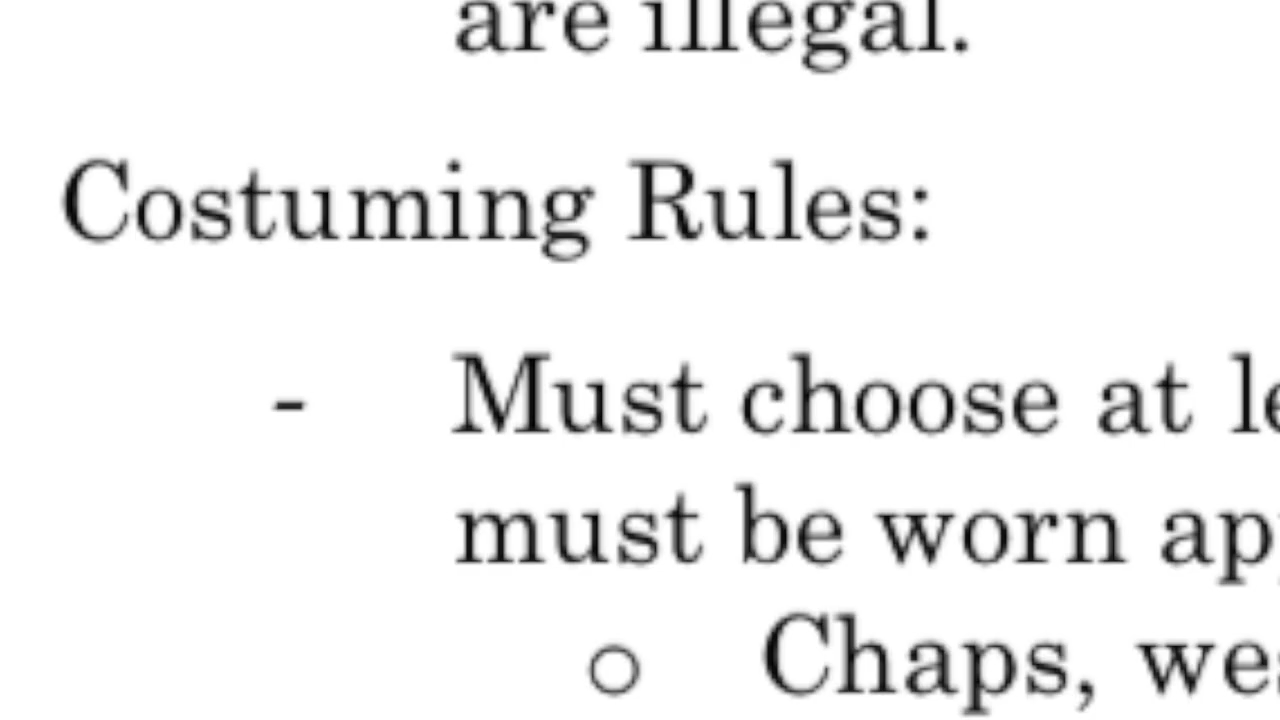 are illegal.
Costuming Rules:
- Must choose at
must be worn
○ Chaps,